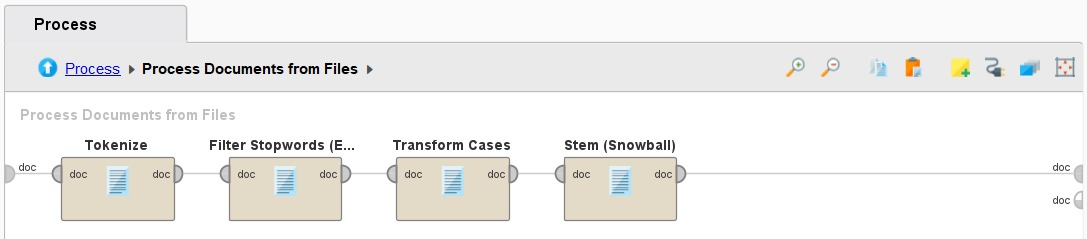 Process
Process ▸ Process Documents from Files ▸
Process Documents from Files
Tokenize Filter Stopwords (E... Transform Cases Stem (Snowball)
doc doc doc doc doc doc doc doc doc doc
doc